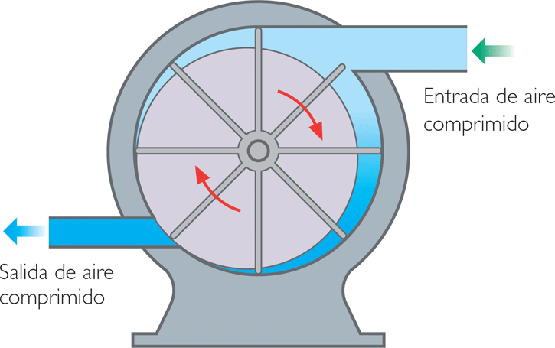 Entrada de aire
comprimido
Salida de aire
comprimido